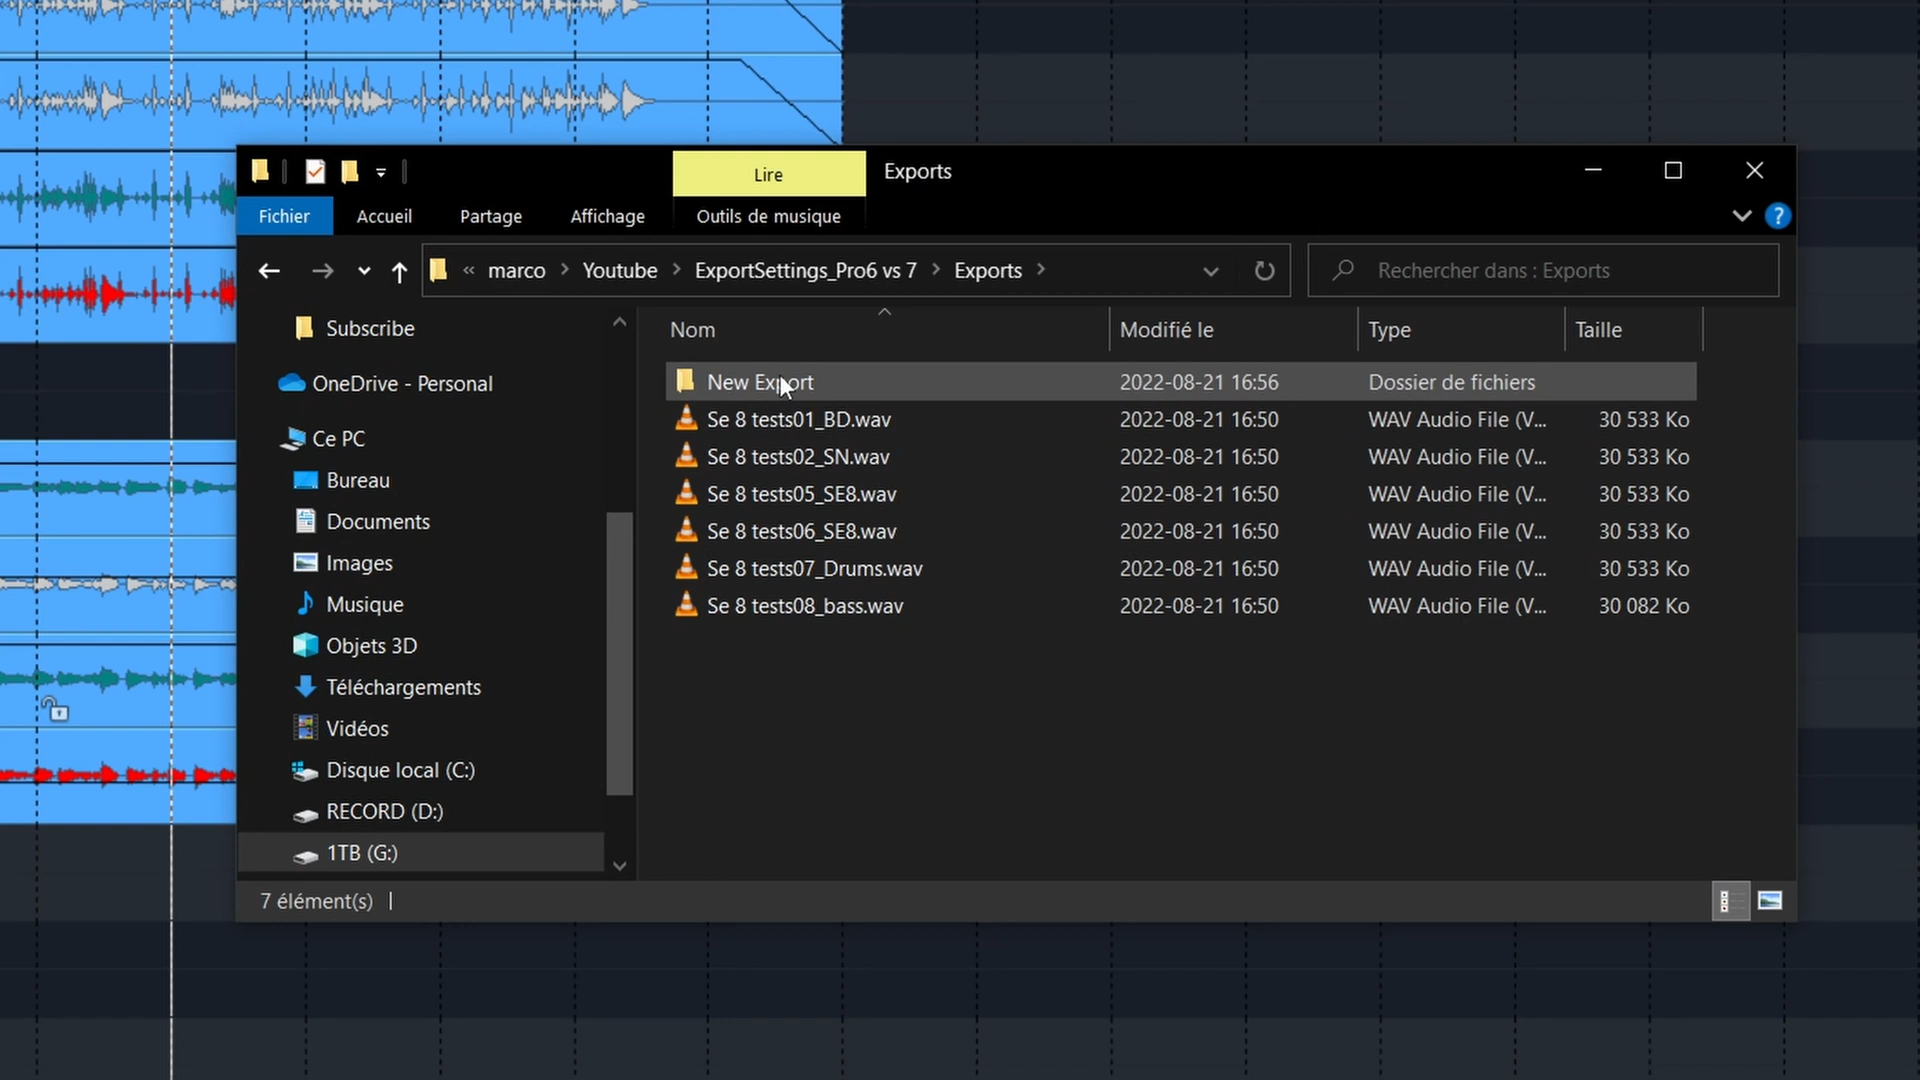 Lire
Exports
Fichier
Accueil
Partage
Affichage
Outils de musique
?
« marco > Youtube > ExportSettings_Pro6 vs 7 > Exports >
Rechercher dans : Exports
Subscribe
OneDrive - Personal
Ce PC
Bureau
Documents
Images
Musique
Objets 3D
Téléchargements
Vidéos
Disque local (C:)
RECORD (D:)
1TB (G:)
Nom Modifié le Type Taille
New Export 2022-08-21 16:56 Dossier de fichiers
Se 8 tests01_BD.wav 2022-08-21 16:50 WAV Audio File (V... 30 533 Ko
Se 8 tests02_SN.wav 2022-08-21 16:50 WAV Audio File (V... 30 533 Ko
Se 8 tests05_SE8.wav 2022-08-21 16:50 WAV Audio File (V... 30 533 Ko
Se 8 tests06_SE8.wav 2022-08-21 16:50 WAV Audio File (V... 30 533 Ko
Se 8 tests07_Drums.wav 2022-08-21 16:50 WAV Audio File (V... 30 533 Ko
Se 8 tests08_bass.wav 2022-08-21 16:50 WAV Audio File (V... 30 082 Ko
7 élément(s)